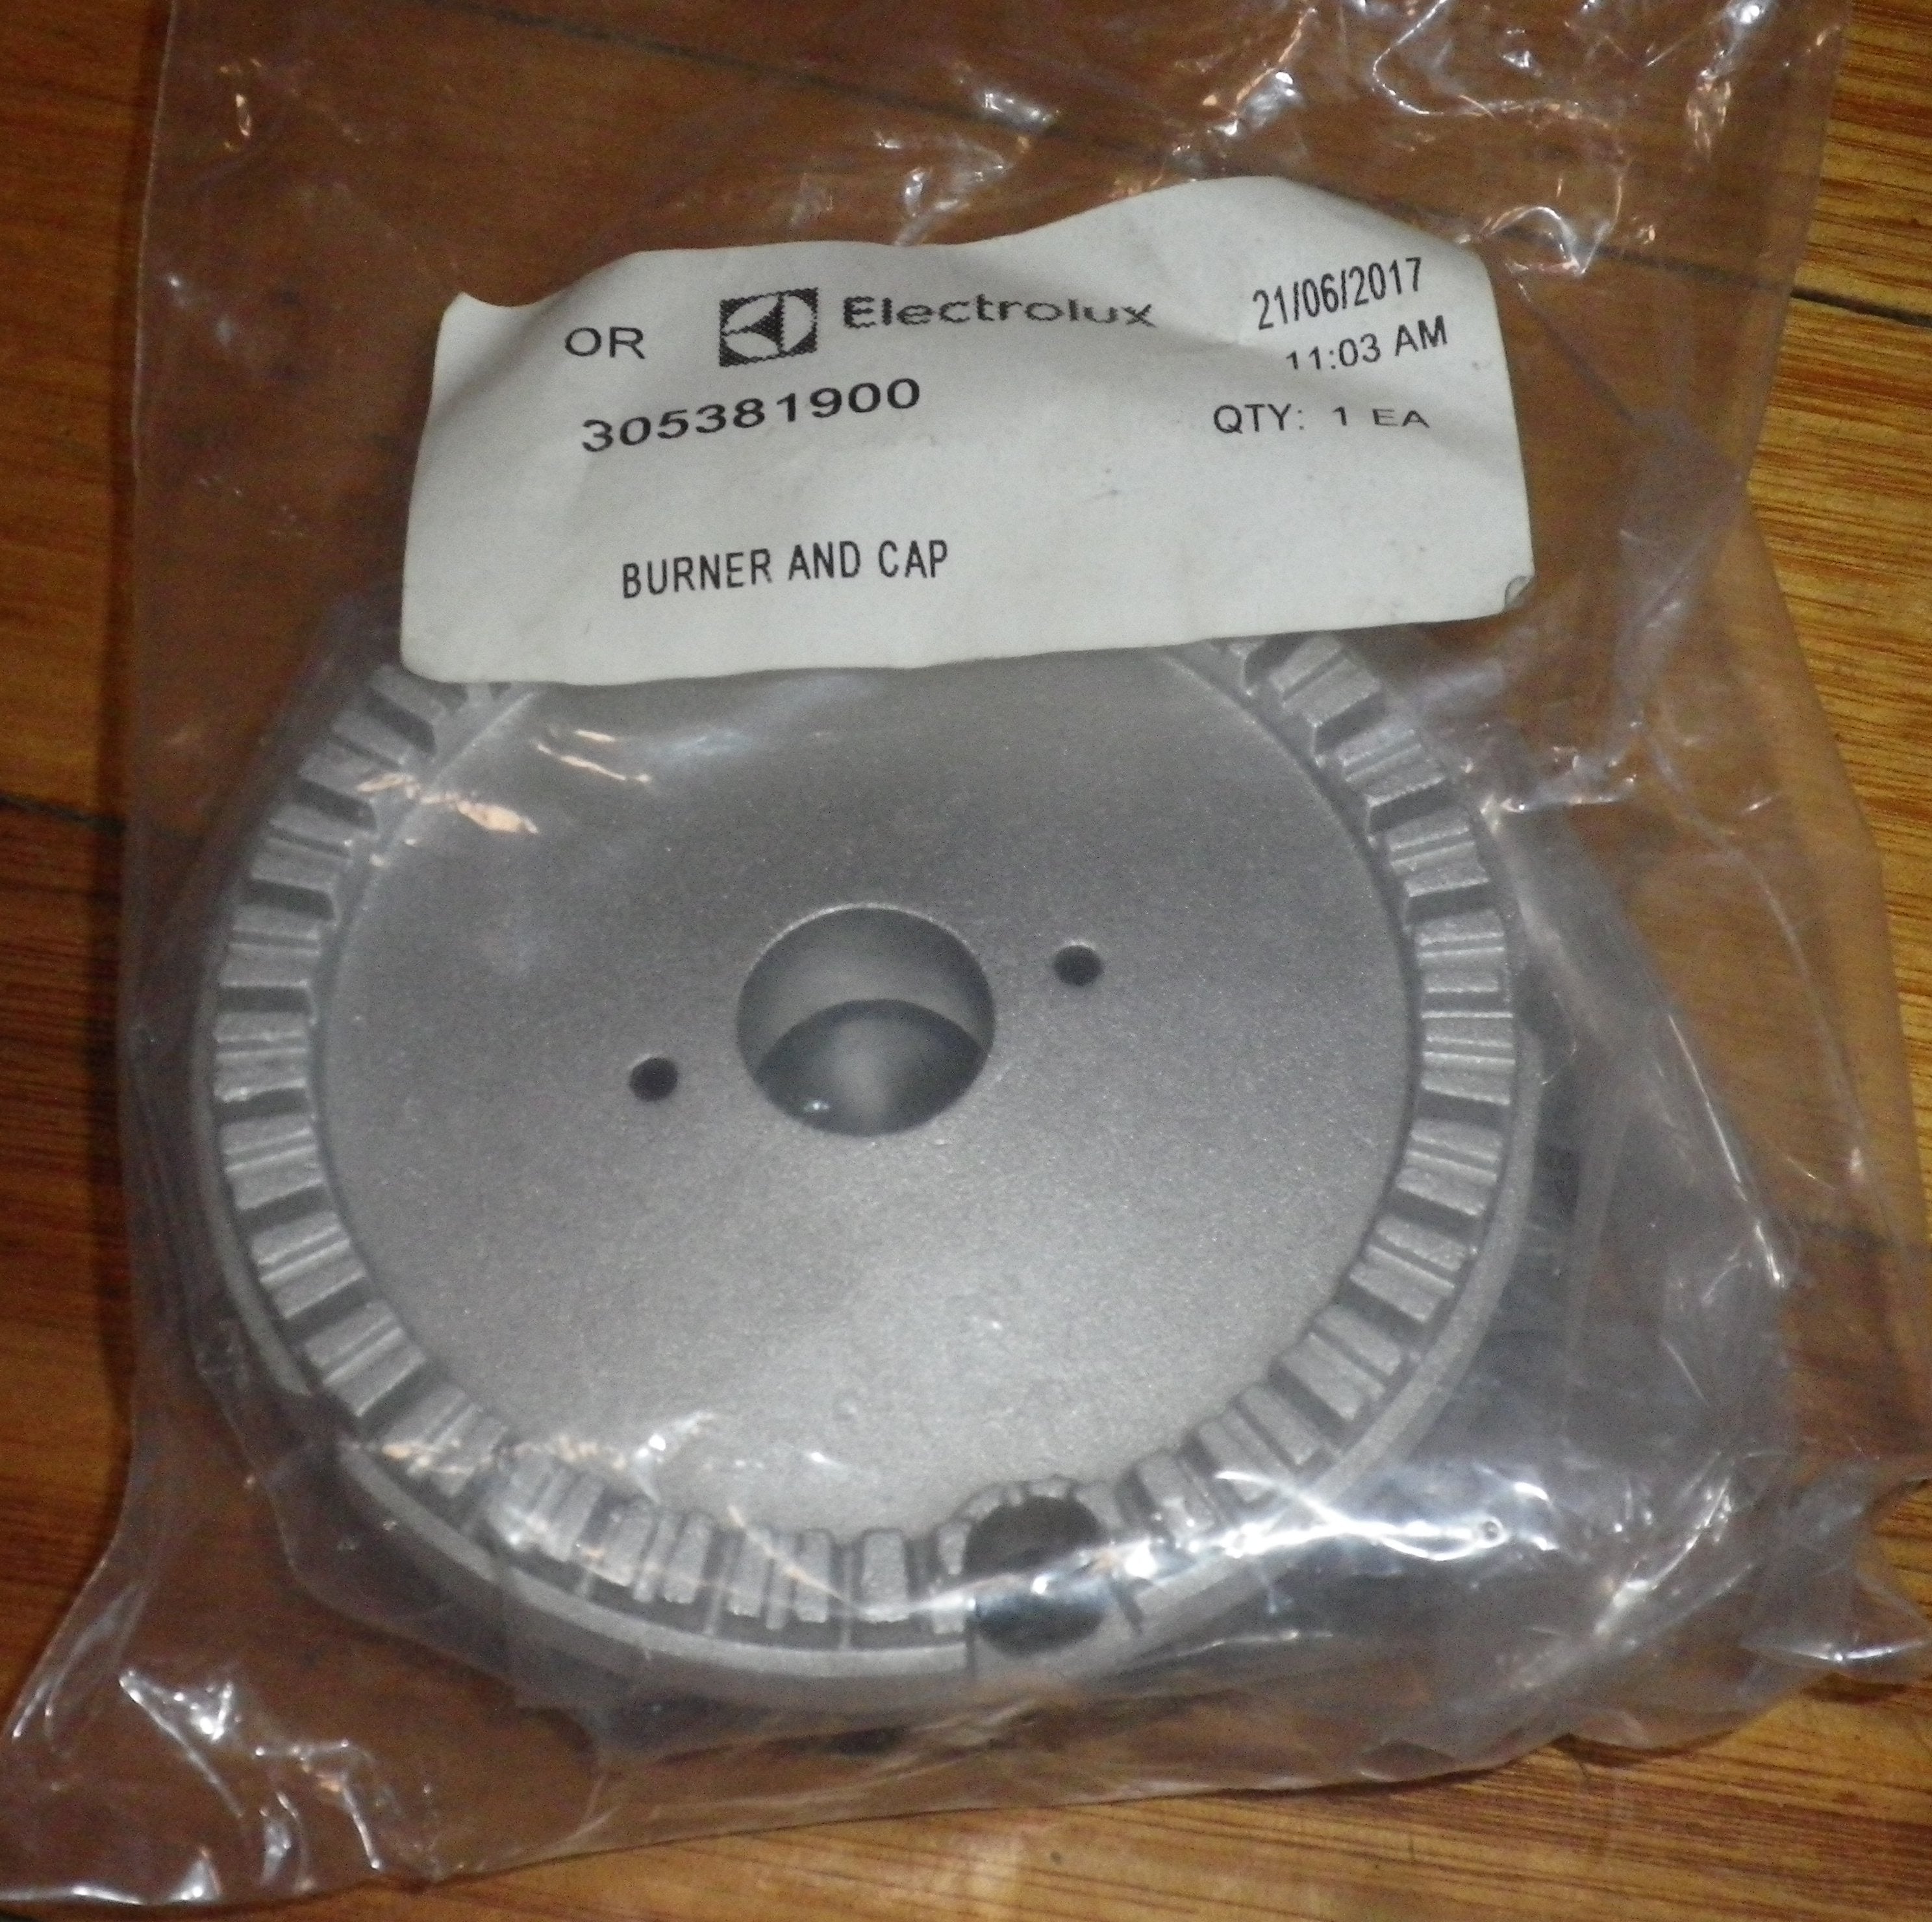 OR Electrolux 21/06/2017
11:03 AM
305381900 QTY: 1 EA
BURNER AND CAP